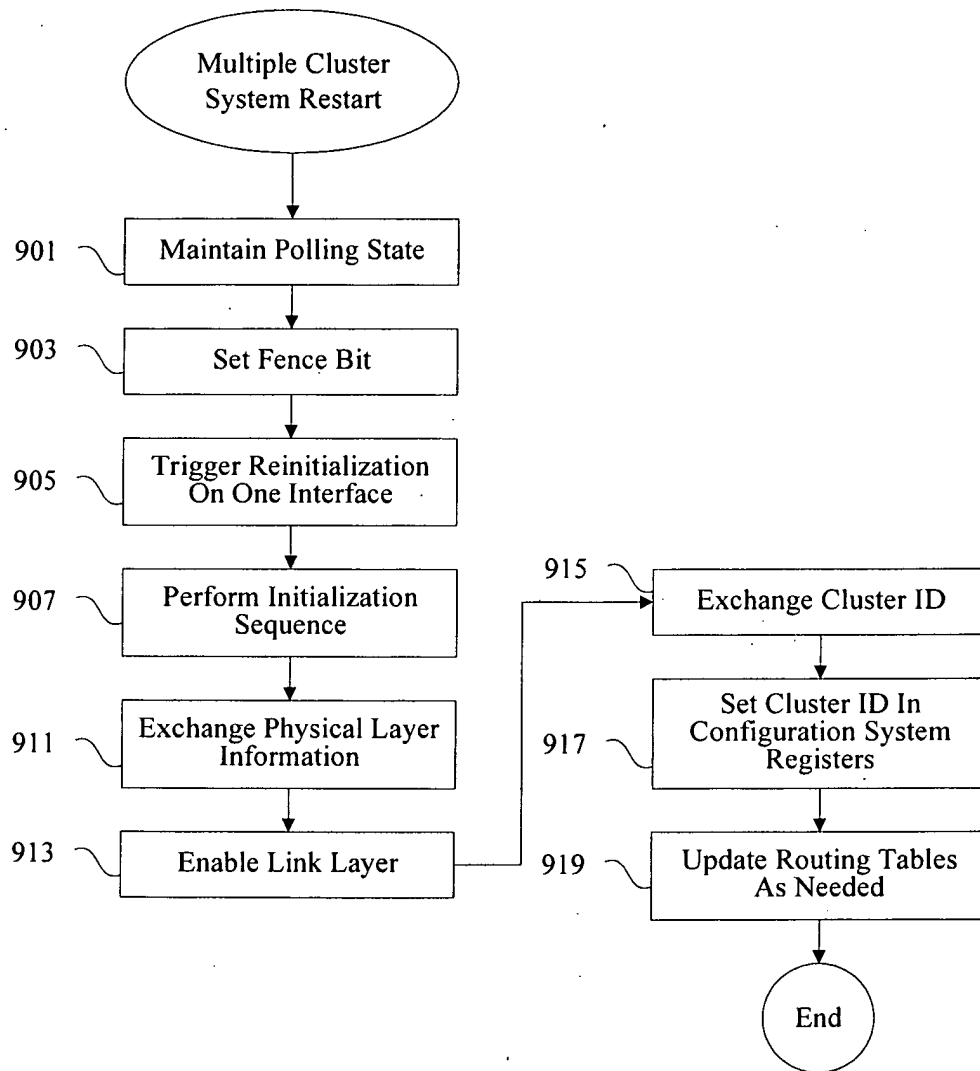 Multiple Cluster
System Restart
901
Maintain Polling State
903
Set Fence Bit
905
Trigger Reinitialization
On One Interface
907
Perform Initialization
Sequence
911
Exchange Physical Layer
Information
913
Enable Link Layer
915
Exchange Cluster ID
917
Set Cluster ID In
Configuration System
Registers
919
Update Routing Tables
As Needed
End